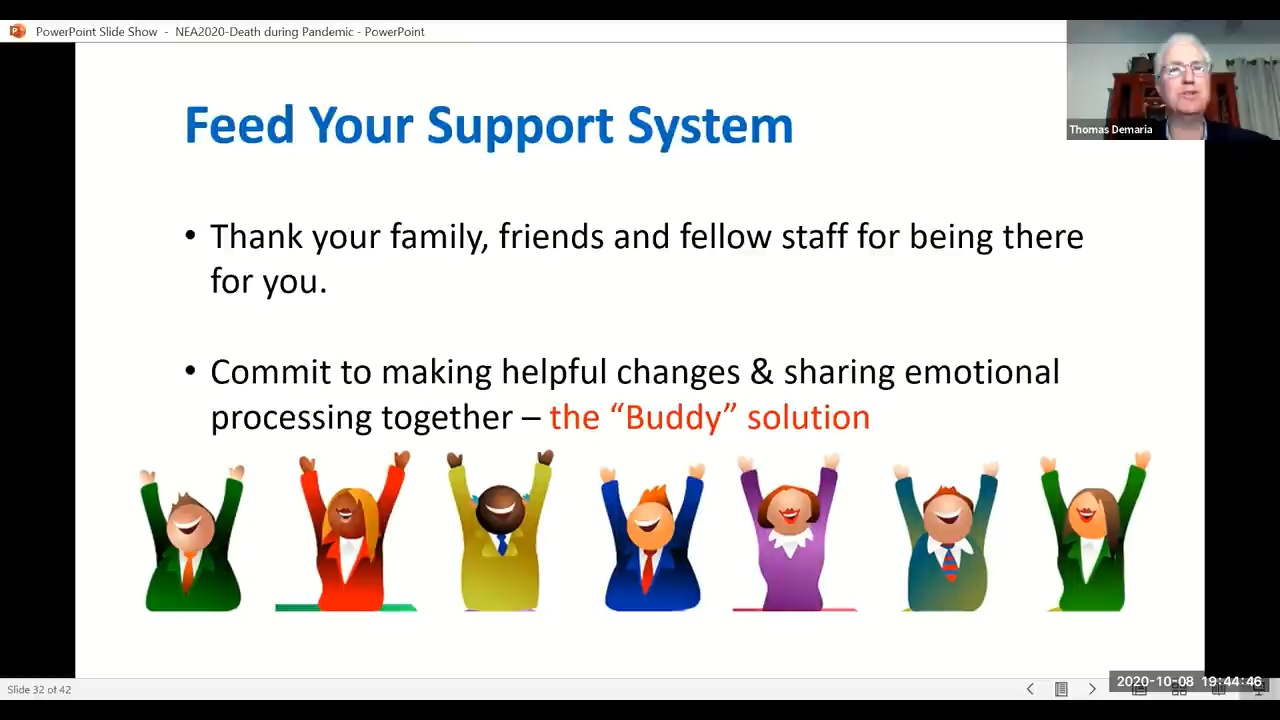 PowerPoint Slide Show - NEA2020-Death during Pandemic - PowerPoint
Thomas Demaria
Feed Your Support System
• Thank your family, friends and fellow staff for being there
for you.
• Commit to making helpful changes & sharing emotional
processing together – the “Buddy” solution
Slide 32 of 42
2020-10-08 19:44:46